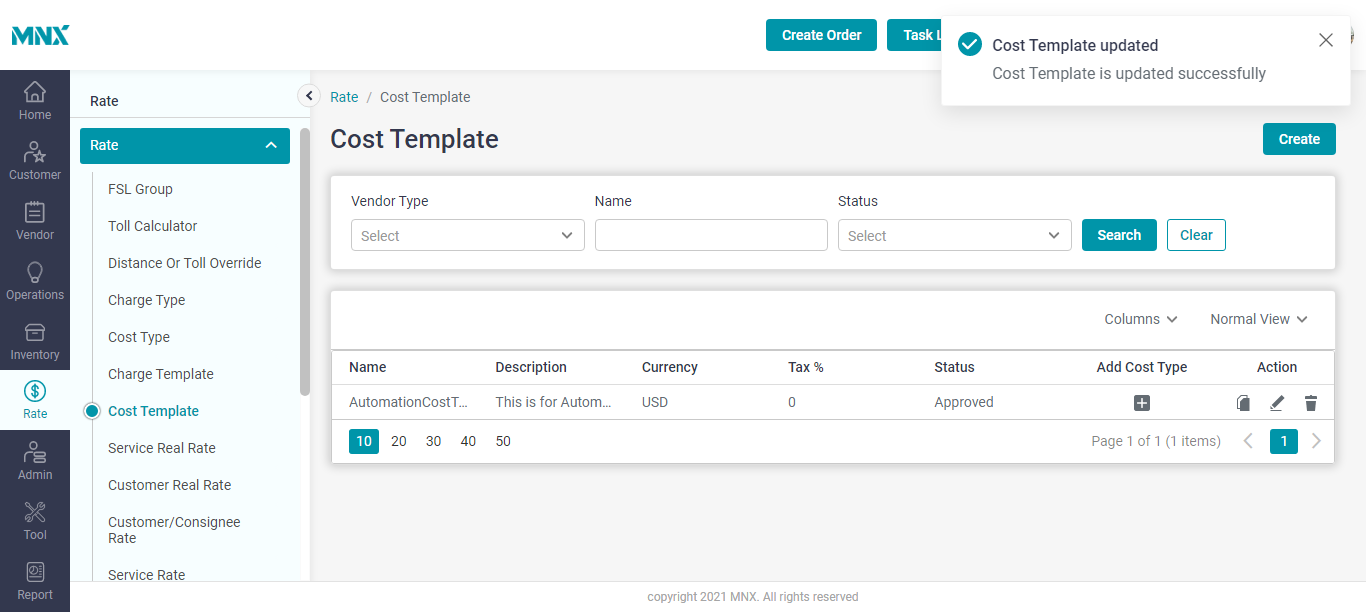 MNX
Create Order
Task L
Cost Template updated
Cost Template is updated successfully
Home
Customer
Vendor
Operations
Inventory
Rate
Admin
Tool
Report
Rate
Rate
FSL Group
Toll Calculator
Distance Or Toll Override
Charge Type
Cost Type
Charge Template
Cost Template
Service Real Rate
Customer Real Rate
Customer/Consignee
Rate
Service Rate
Rate / Cost Template
Cost Template
Create
Vendor Type Name Status
Select Select Search Clear
Columns Normal View
Name Description Currency Tax % Status Add Cost Type Action
AutomationCostT... This is for Autom... USD 0 Approved
10 20 30 40 50 Page 1 of 1 (1 items) 1
copyright 2021 MNX. All rights reserved